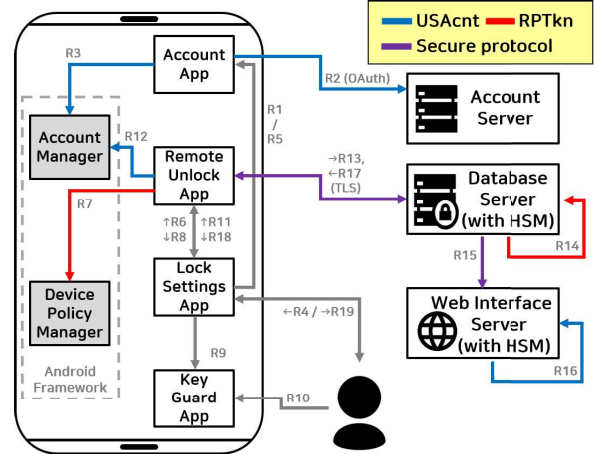 USAcnt
RPTkn
Secure protocol
R3
Account
App
R2 (OAuth)
R1
/
R5
Account
Server
Account
Manager
R12
Remote
Unlock
App
→R13,
←R17
(TLS)
Database
Server
(with HSM)
R7
↑R6
↓R8
↑R11
↓R18
R15
R14
Device
Policy
Manager
Lock
Settings
App
←R4 / →R19
Web Interface
Server
(with HSM)
R9
R16
Android
Framework
Key
Guard
App
R10